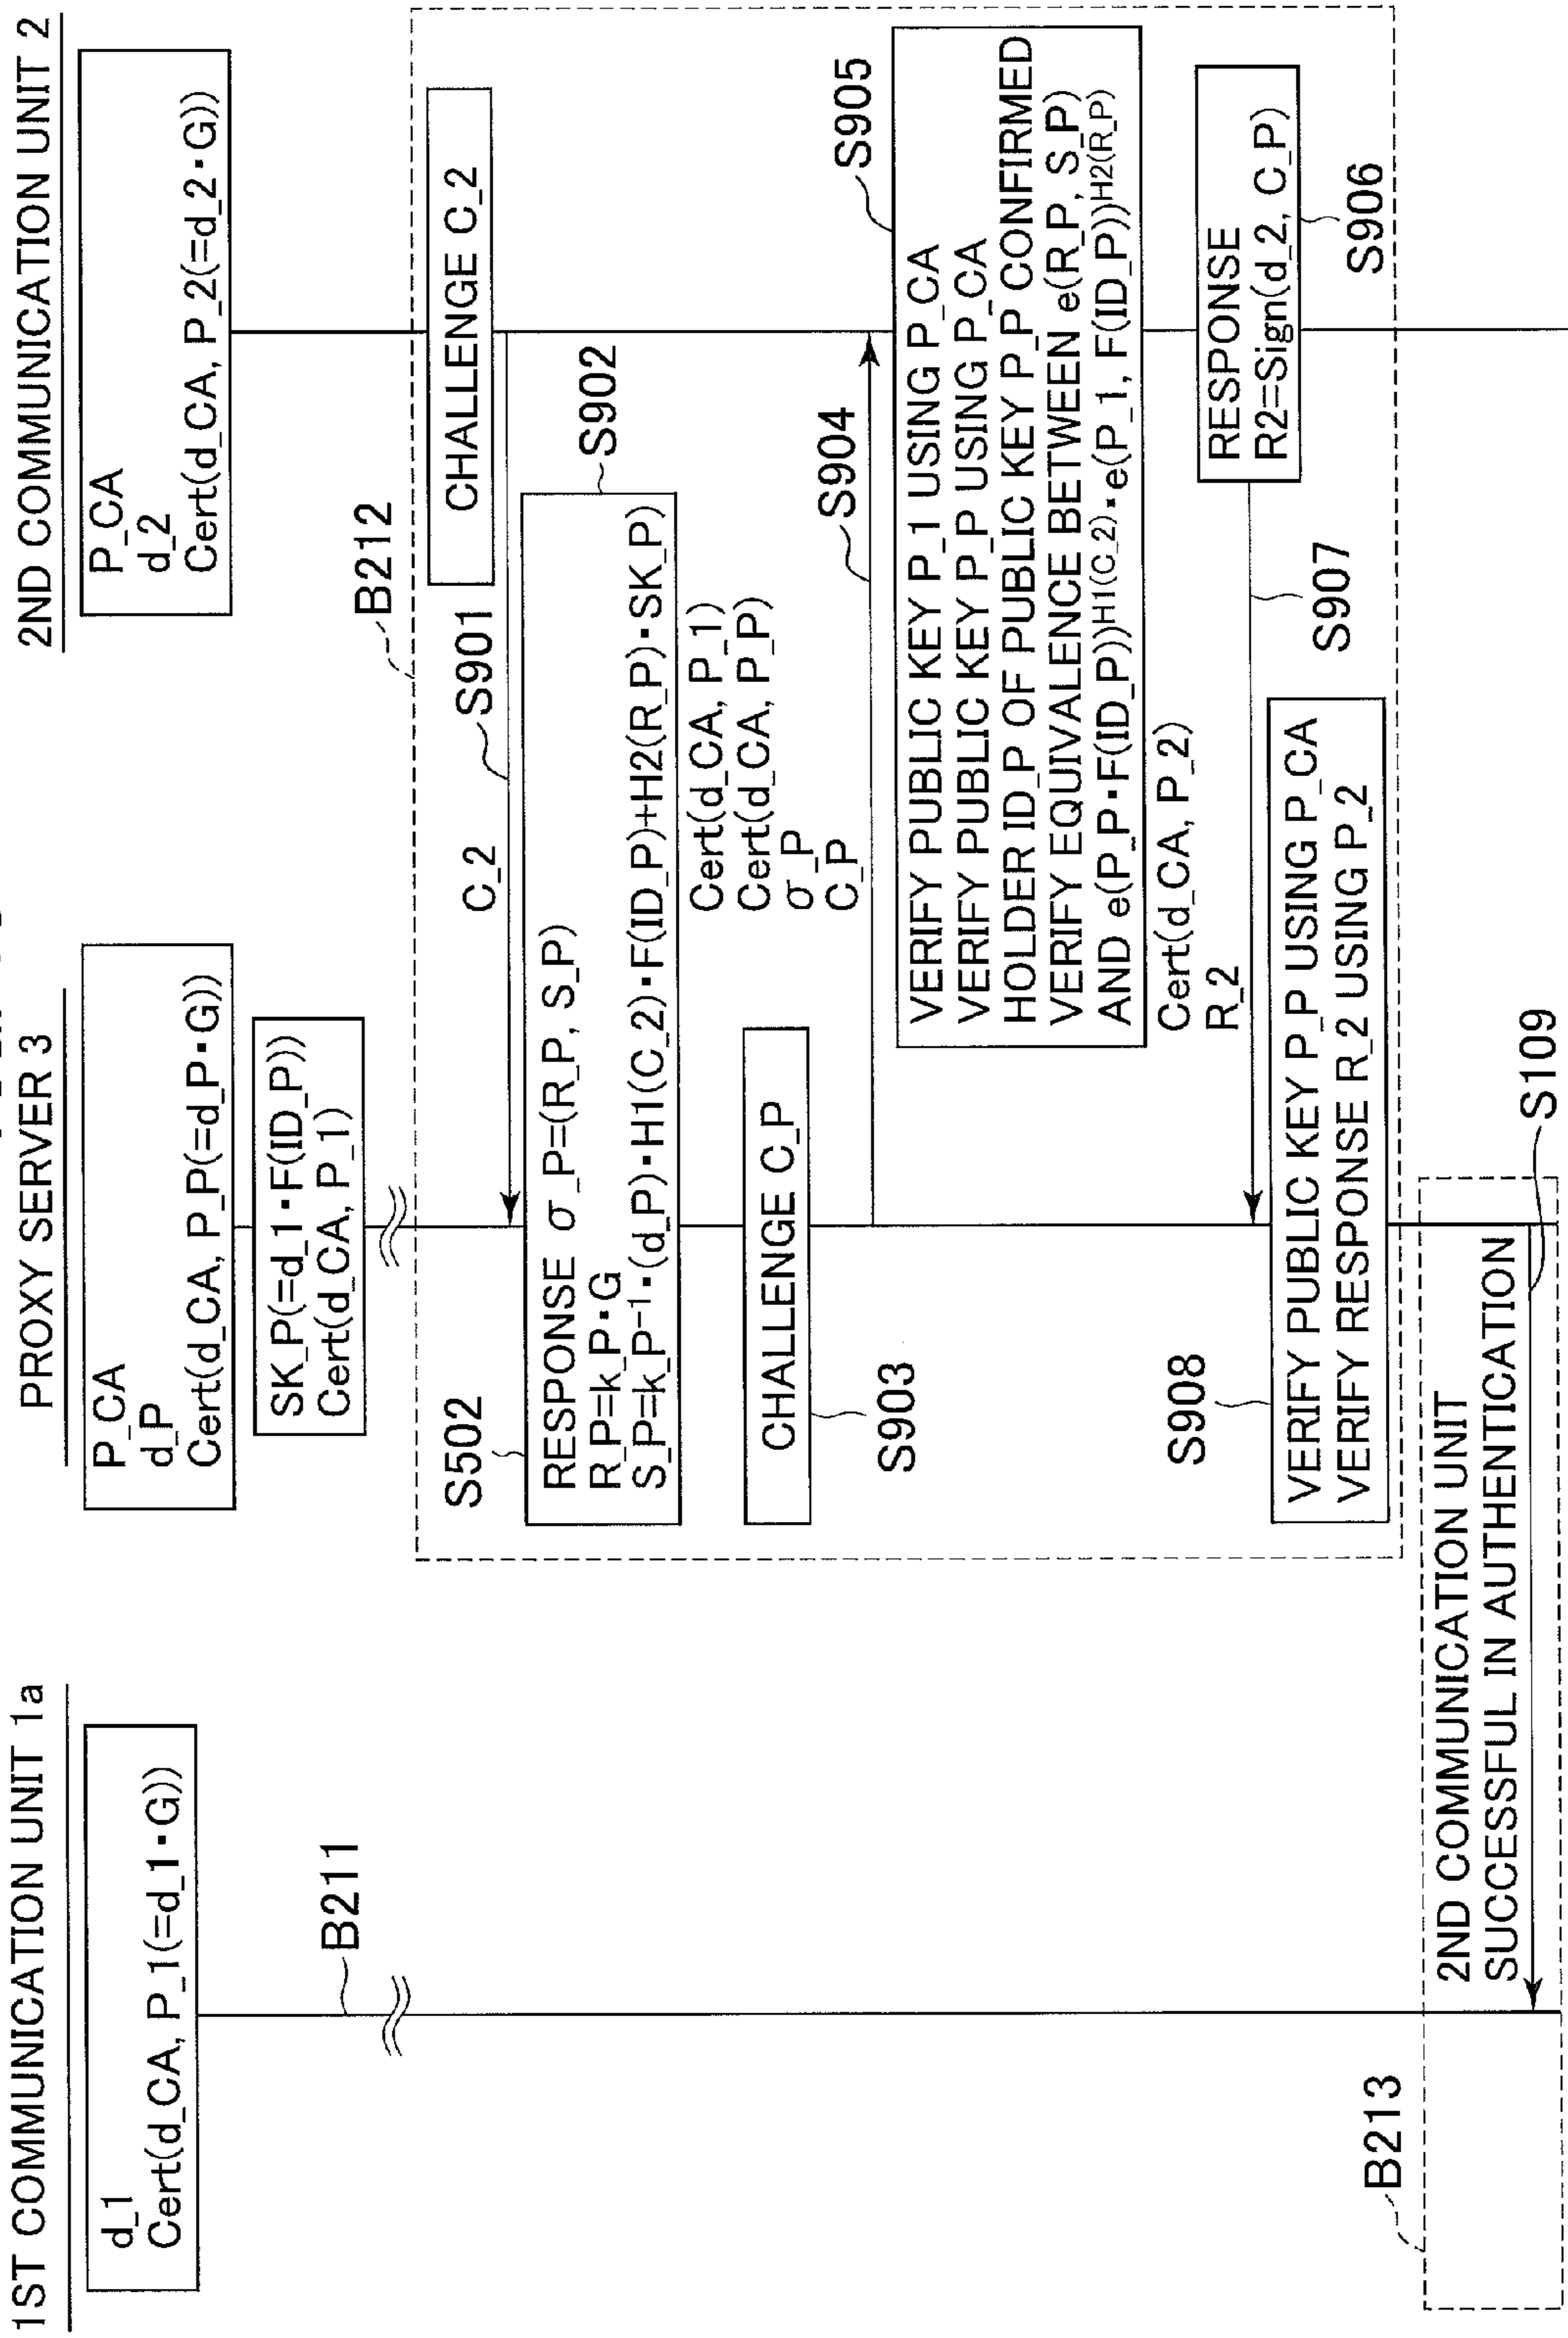 1ST COMMUNICATION UNIT 1a
PROXY SERVER 3
2ND COMMUNICATION UNIT 2
d_1
Cert(d_CA, P_1(=d_1・G))
P_CA
d_P
Cert(d_CA, P_P(=d_P・G))
P_CA
d_2
Cert(d_CA, P_2(=d_2・G))
SK_P(=d_1・F(ID_P))
Cert(d_CA, P_1)
B211
B212
CHALLENGE C_2
C_2
S901
S502
S902
RESPONSE σ_P=(R_P, S_P)
R_P=k_P・G
S_P=k_P⁻¹・(d_P)・H1(C_2)・F(ID_P)+H2(R_P)・SK_P)
Cert(d_CA, P_1)
Cert(d_CA, P_P)
σ_P
C_P
CHALLENGE C_P
S903
S904
S905
VERIFY PUBLIC KEY P_1 USING P_CA
VERIFY PUBLIC KEY P_P USING P_CA
HOLDER ID_P OF PUBLIC KEY P_P CONFIRMED
VERIFY EQUIVALENCE BETWEEN e(R_P, S_P)
AND e(P_P・F(ID_P))^H1(C_2)・e(P_1, F(ID_P))^H2(R_P)
Cert(d_CA, P_2)
R_2
RESPONSE
R2=Sign(d_2, C_P)
S906
S907
S908
VERIFY PUBLIC KEY P_P USING P_CA
VERIFY RESPONSE R_2 USING P_2
B213
2ND COMMUNICATION UNIT
SUCCESSFUL IN AUTHENTICATION
S109